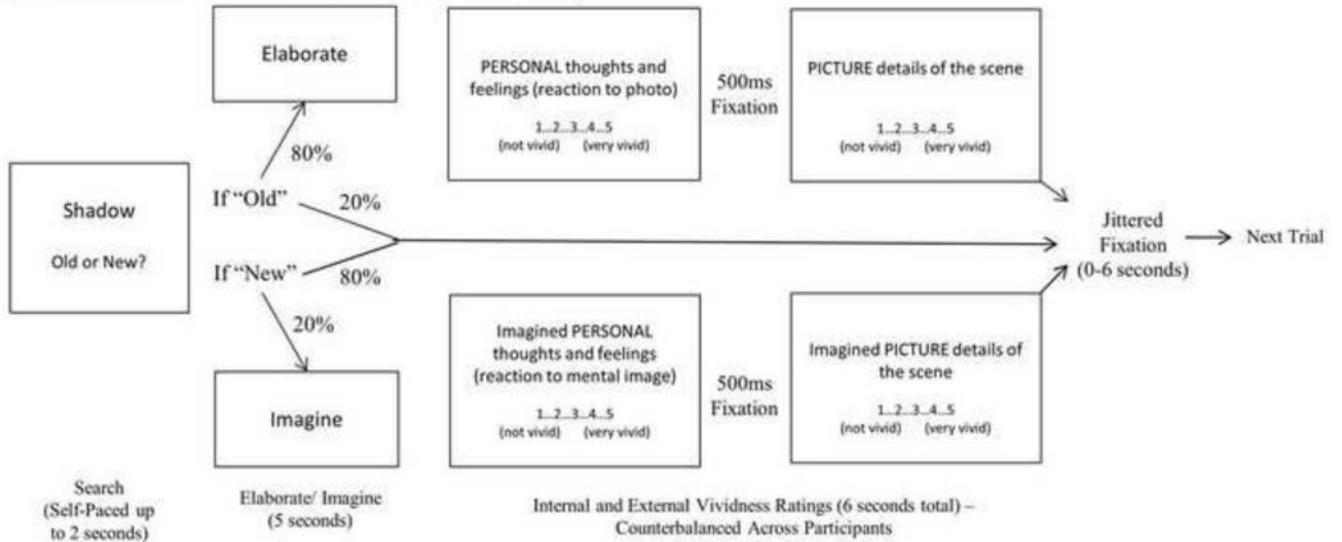 Shadow
Old or New?
Search
(Self-Paced up
to 2 seconds)
Elaborate
80%
If "Old"
20%
If "New"
80%
20%
Imagine
Elaborate/ Imagine
(5 seconds)
PERSONAL thoughts and
feelings (reaction to photo)
1...2...3...4...5
(not vivid) (very vivid)
500ms
Fixation
PICTURE details of the scene
1...2...3...4...5
(not vivid) (very vivid)
Imagined PERSONAL
thoughts and feelings
(reaction to mental image)
1...2...3...4...5
(not vivid) (very vivid)
500ms
Fixation
Imagined PICTURE details of
the scene
1...2...3...4...5
(not vivid) (very vivid)
Internal and External Vividness Ratings (6 seconds total) –
Counterbalanced Across Participants
Jittered
Fixation
(0-6 seconds)
Next Trial